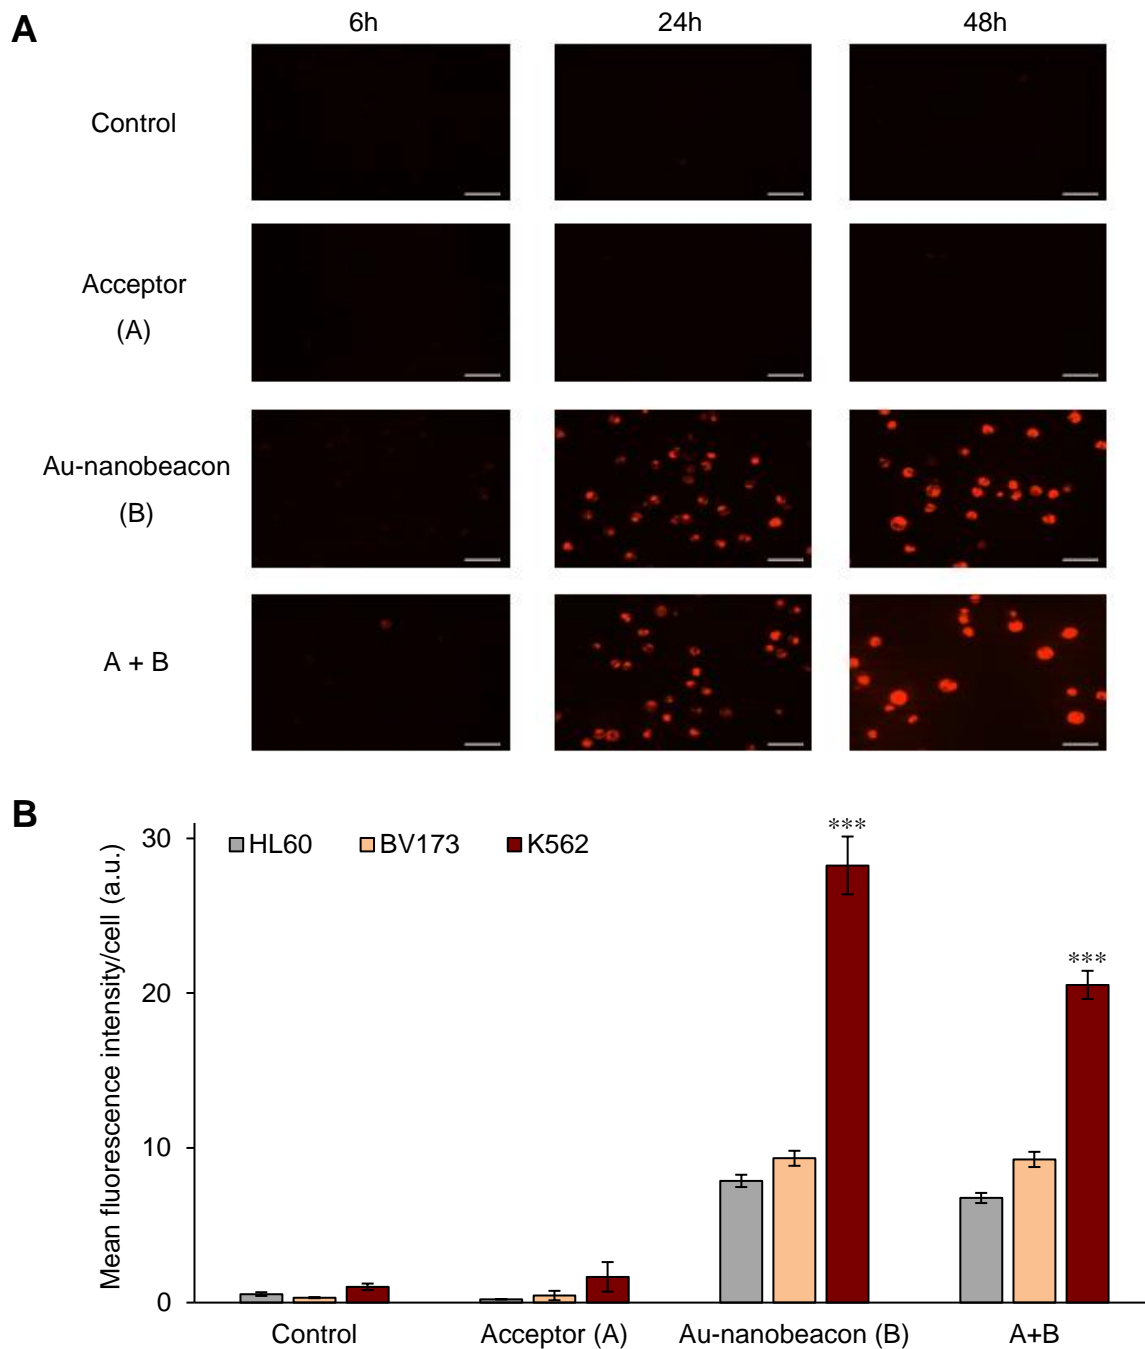 A
6h 24h 48h
Control
Acceptor
(A)
Au-nanobeacon
(B)
A + B
B
Mean fluorescence intensity/cell (a.u.)
30
20
10
0
HL60 BV173 K562
***
***
Control Acceptor (A) Au-nanobeacon (B) A+B